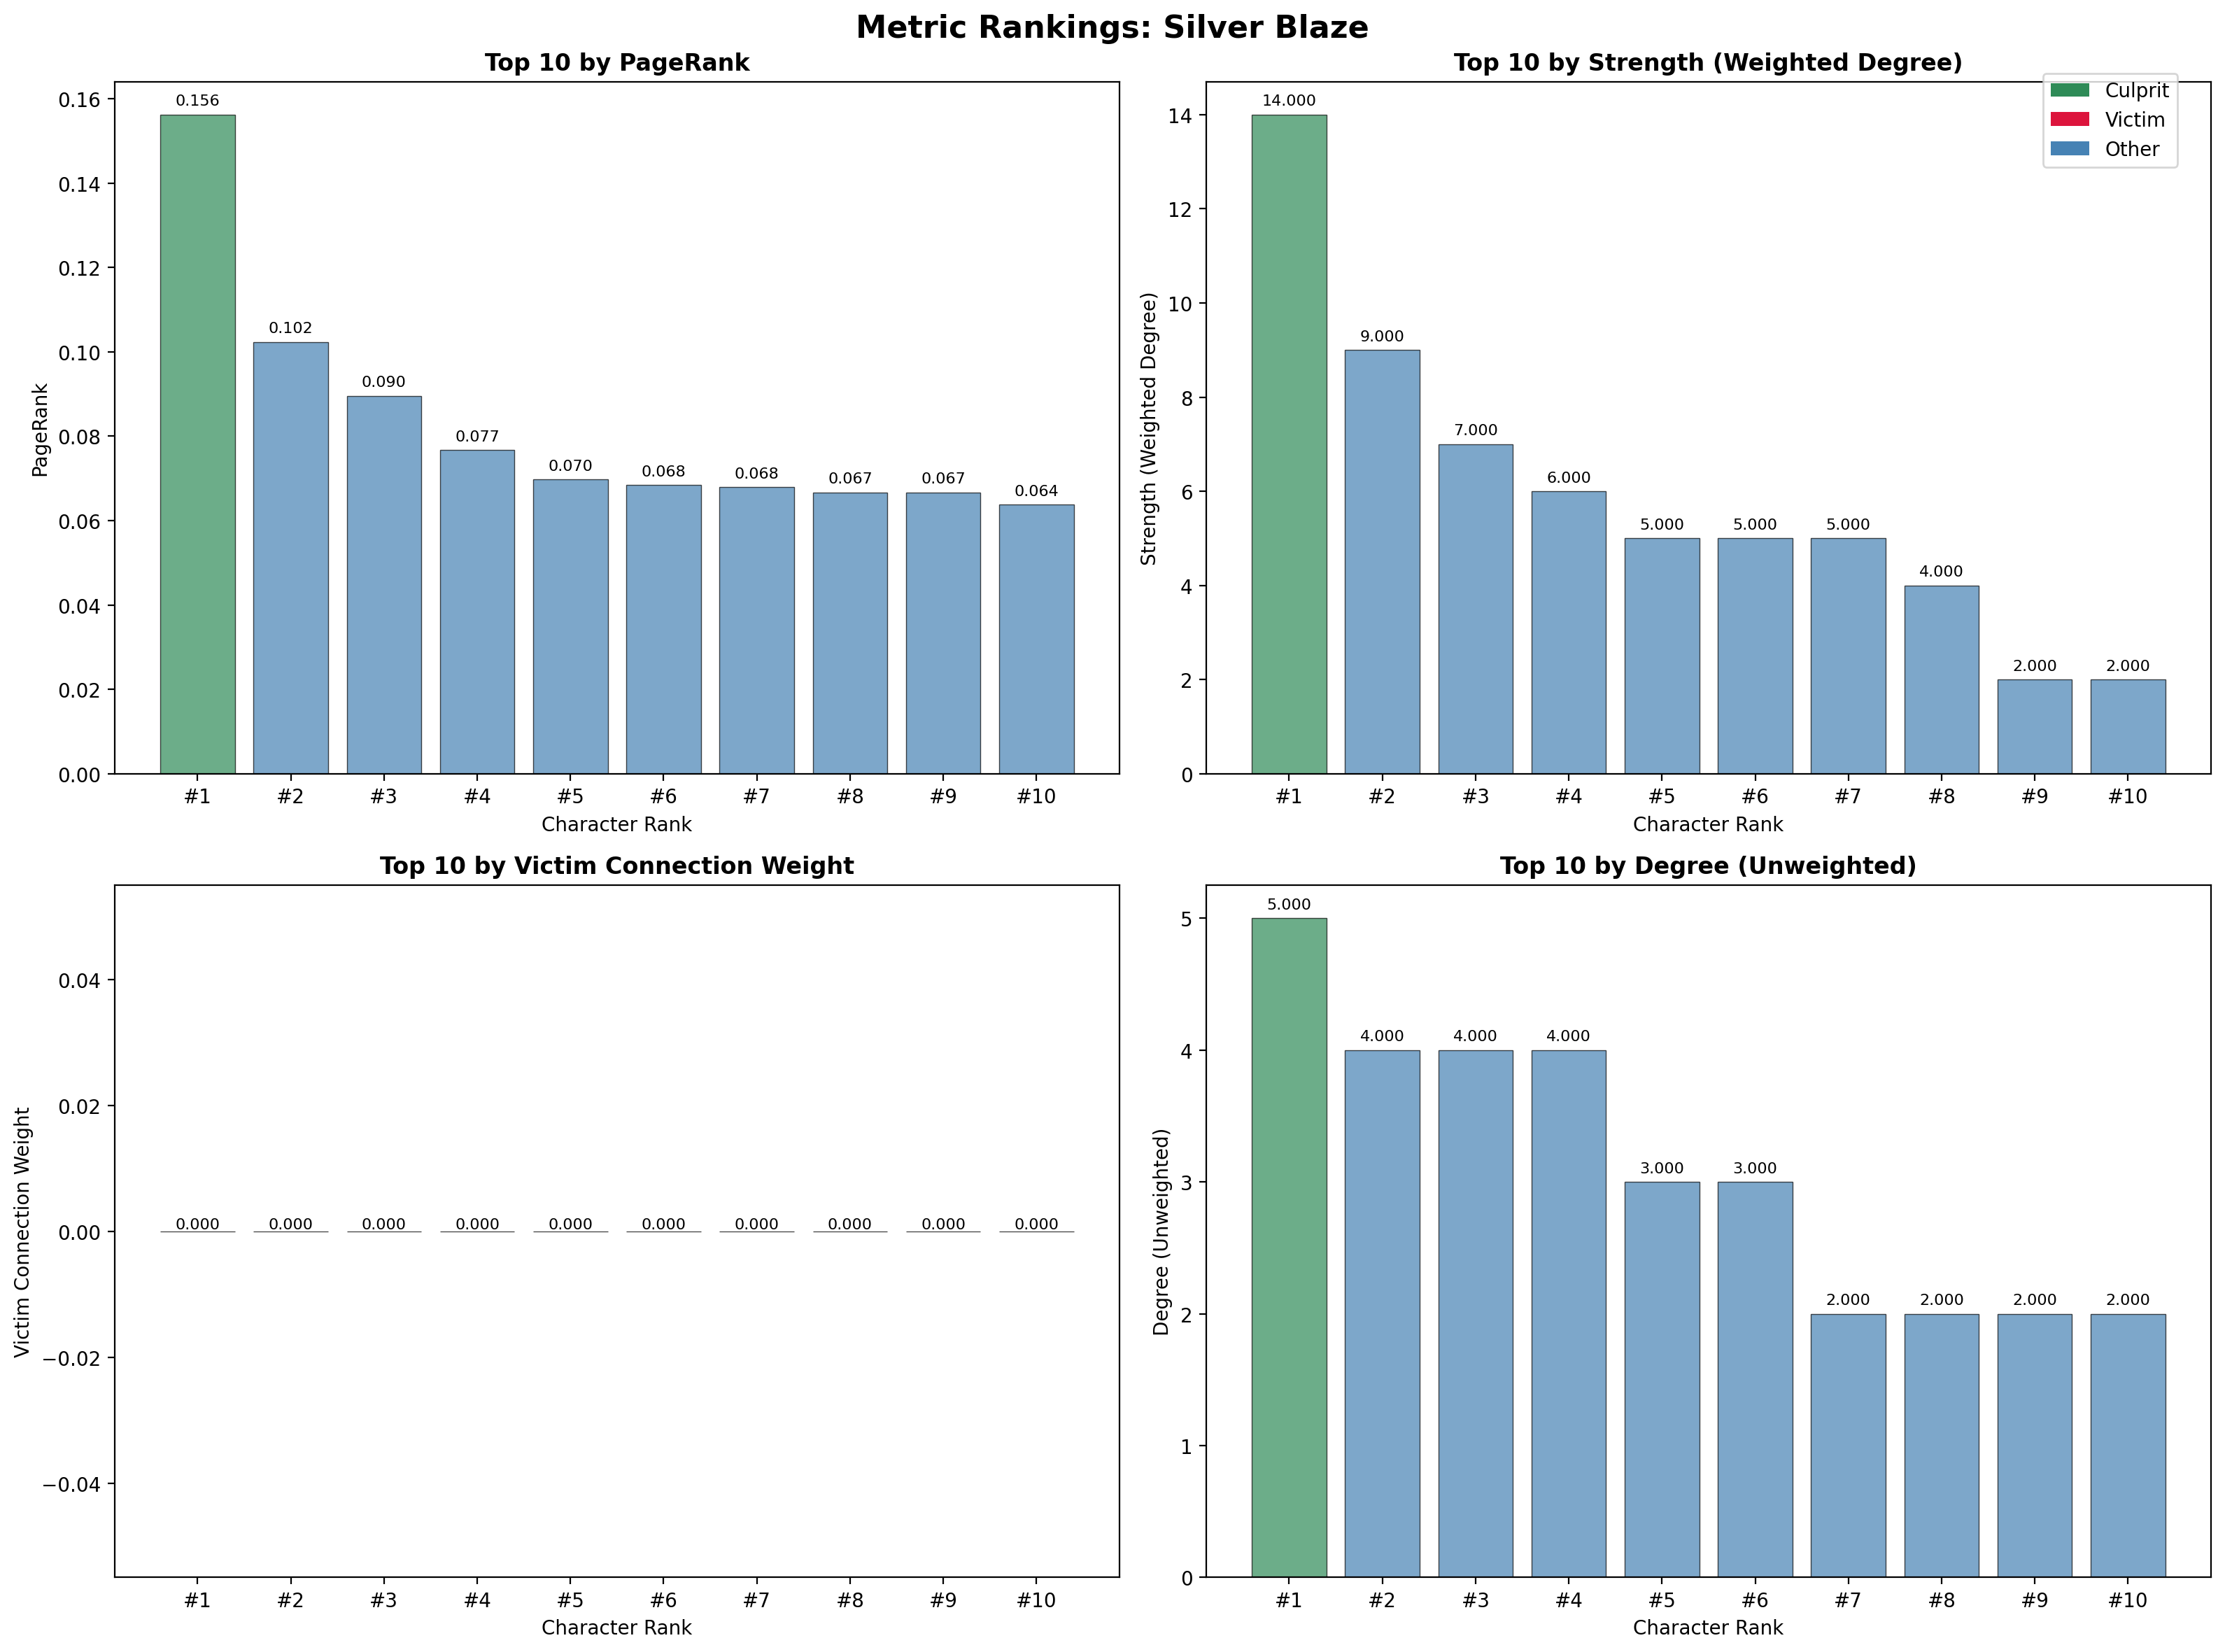 Metric Rankings: Silver Blaze
Top 10 by PageRank
0.16
0.14
0.12
0.10
0.08
0.06
0.04
0.02
0.00
PageRank
0.156
0.102
0.090
0.077
0.070
0.068
0.068
0.067
0.067
0.064
#1 #2 #3 #4 #5 #6 #7 #8 #9 #10
Character Rank
Top 10 by Strength (Weighted Degree)
Culprit
Victim
Other
14
12
10
8
6
4
2
0
Strength (Weighted Degree)
14.000
9.000
7.000
6.000
5.000
5.000
5.000
4.000
2.000
2.000
#1 #2 #3 #4 #5 #6 #7 #8 #9 #10
Character Rank
Top 10 by Victim Connection Weight
0.04
0.02
0.00
−0.02
−0.04
Victim Connection Weight
0.000 0.000 0.000 0.000 0.000 0.000 0.000 0.000 0.000 0.000
#1 #2 #3 #4 #5 #6 #7 #8 #9 #10
Character Rank
Top 10 by Degree (Unweighted)
5
4
3
2
1
0
Degree (Unweighted)
5.000
4.000 4.000 4.000
3.000 3.000
2.000 2.000 2.000 2.000
#1 #2 #3 #4 #5 #6 #7 #8 #9 #10
Character Rank